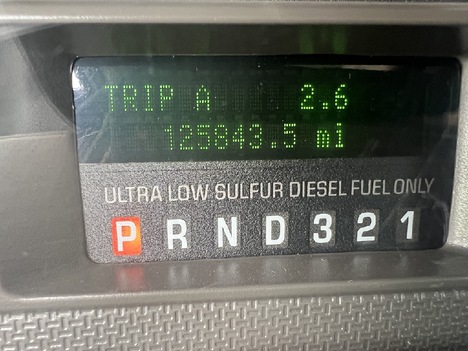 TRIP A 2.6
125843.5 mi
ULTRA LOW SULFUR DIESEL FUEL ONLY
P R N D 3 2 1